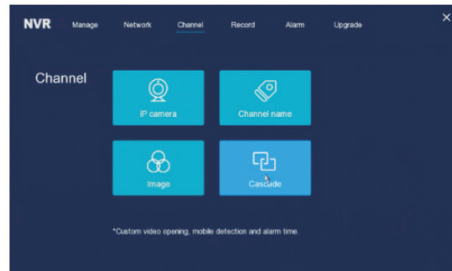 NVR Manage Network Channel Record Alarm Upgrade
Channel
IP camera Channel name
Image Cascade
*Custom video opening, mobile detection and alarm time.